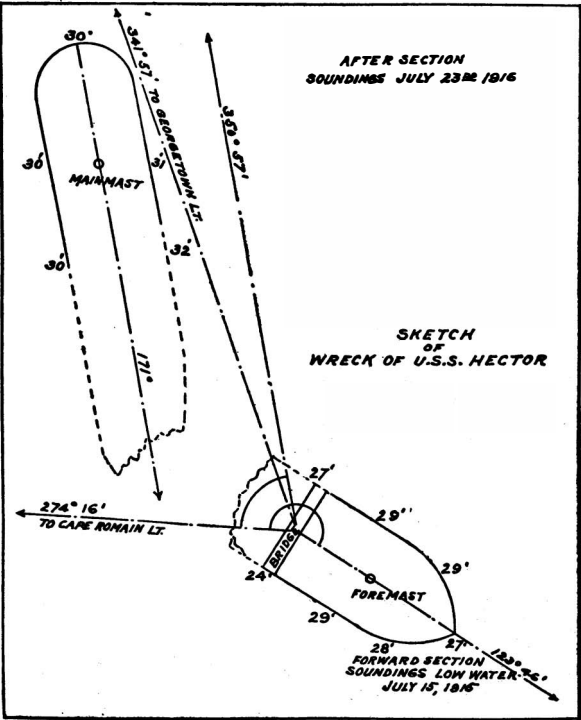 AFTER SECTION
SOUNDINGS JULY 23RD 1916
30'
341° 57' TO GEORGETOWN LT.
350° 57'
30'
MAINMAST
31'
30'
32'
171°
SKETCH
OF
WRECK OF U.S.S. HECTOR
27'
274° 16'
TO CAPE ROMAIN LT.
29'
BRIDGE
29'
24'
FOREMAST
29'
28'
27'
FORWARD SECTION
SOUNDINGS LOW WATER
JULY 15, 1916